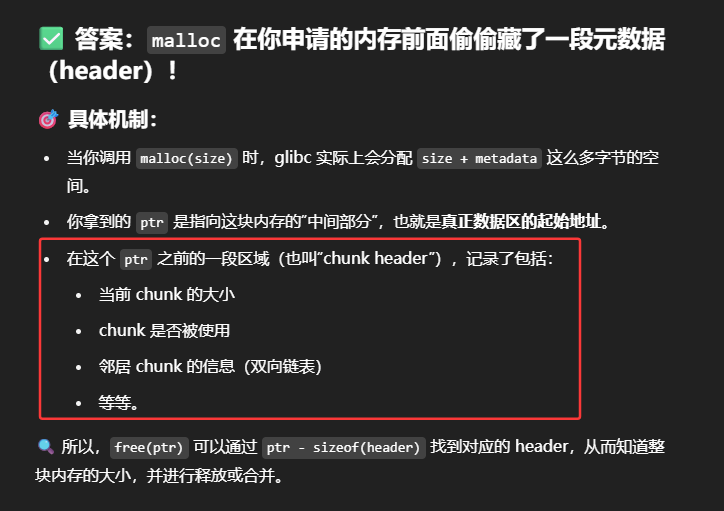 ✅ 答案：malloc 在你申请的内存前面偷偷藏了一段元数据
（header）！
🎯 具体机制：
• 当你调用 malloc(size) 时，glibc 实际上会分配 size + metadata 这么多字节的空
间。
• 你拿到的 ptr 是指向这块内存的“中间部分”，也就是真正数据区的起始地址。
• 在这个 ptr 之前的一段区域（也叫“chunk header”），记录了包括：
• 当前 chunk 的大小
• chunk 是否被使用
• 邻居 chunk 的信息（双向链表）
• 等等。
🔍 所以，free(ptr) 可以通过 ptr - sizeof(header) 找到对应的 header，从而知道整
块内存的大小，并进行释放或合并。